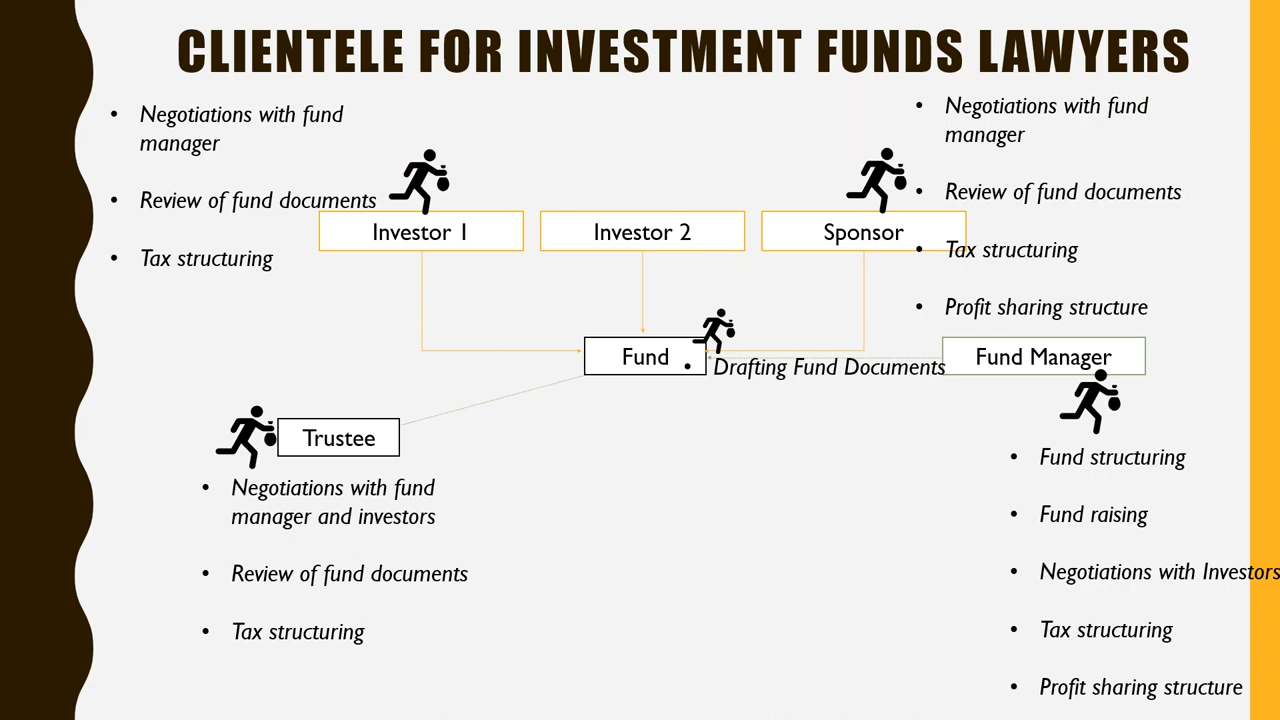 CLIENTELE FOR INVESTMENT FUNDS LAWYERS
• Negotiations with fund
manager
• Review of fund documents
• Tax structuring
Investor 1
Investor 2
Sponsor
• Negotiations with fund
manager
• Review of fund documents
• Tax structuring
• Profit sharing structure
Fund
• Drafting Fund Documents
Fund Manager
Trustee
• Negotiations with fund
manager and investors
• Review of fund documents
• Tax structuring
• Fund structuring
• Fund raising
• Negotiations with Investors
• Tax structuring
• Profit sharing structure